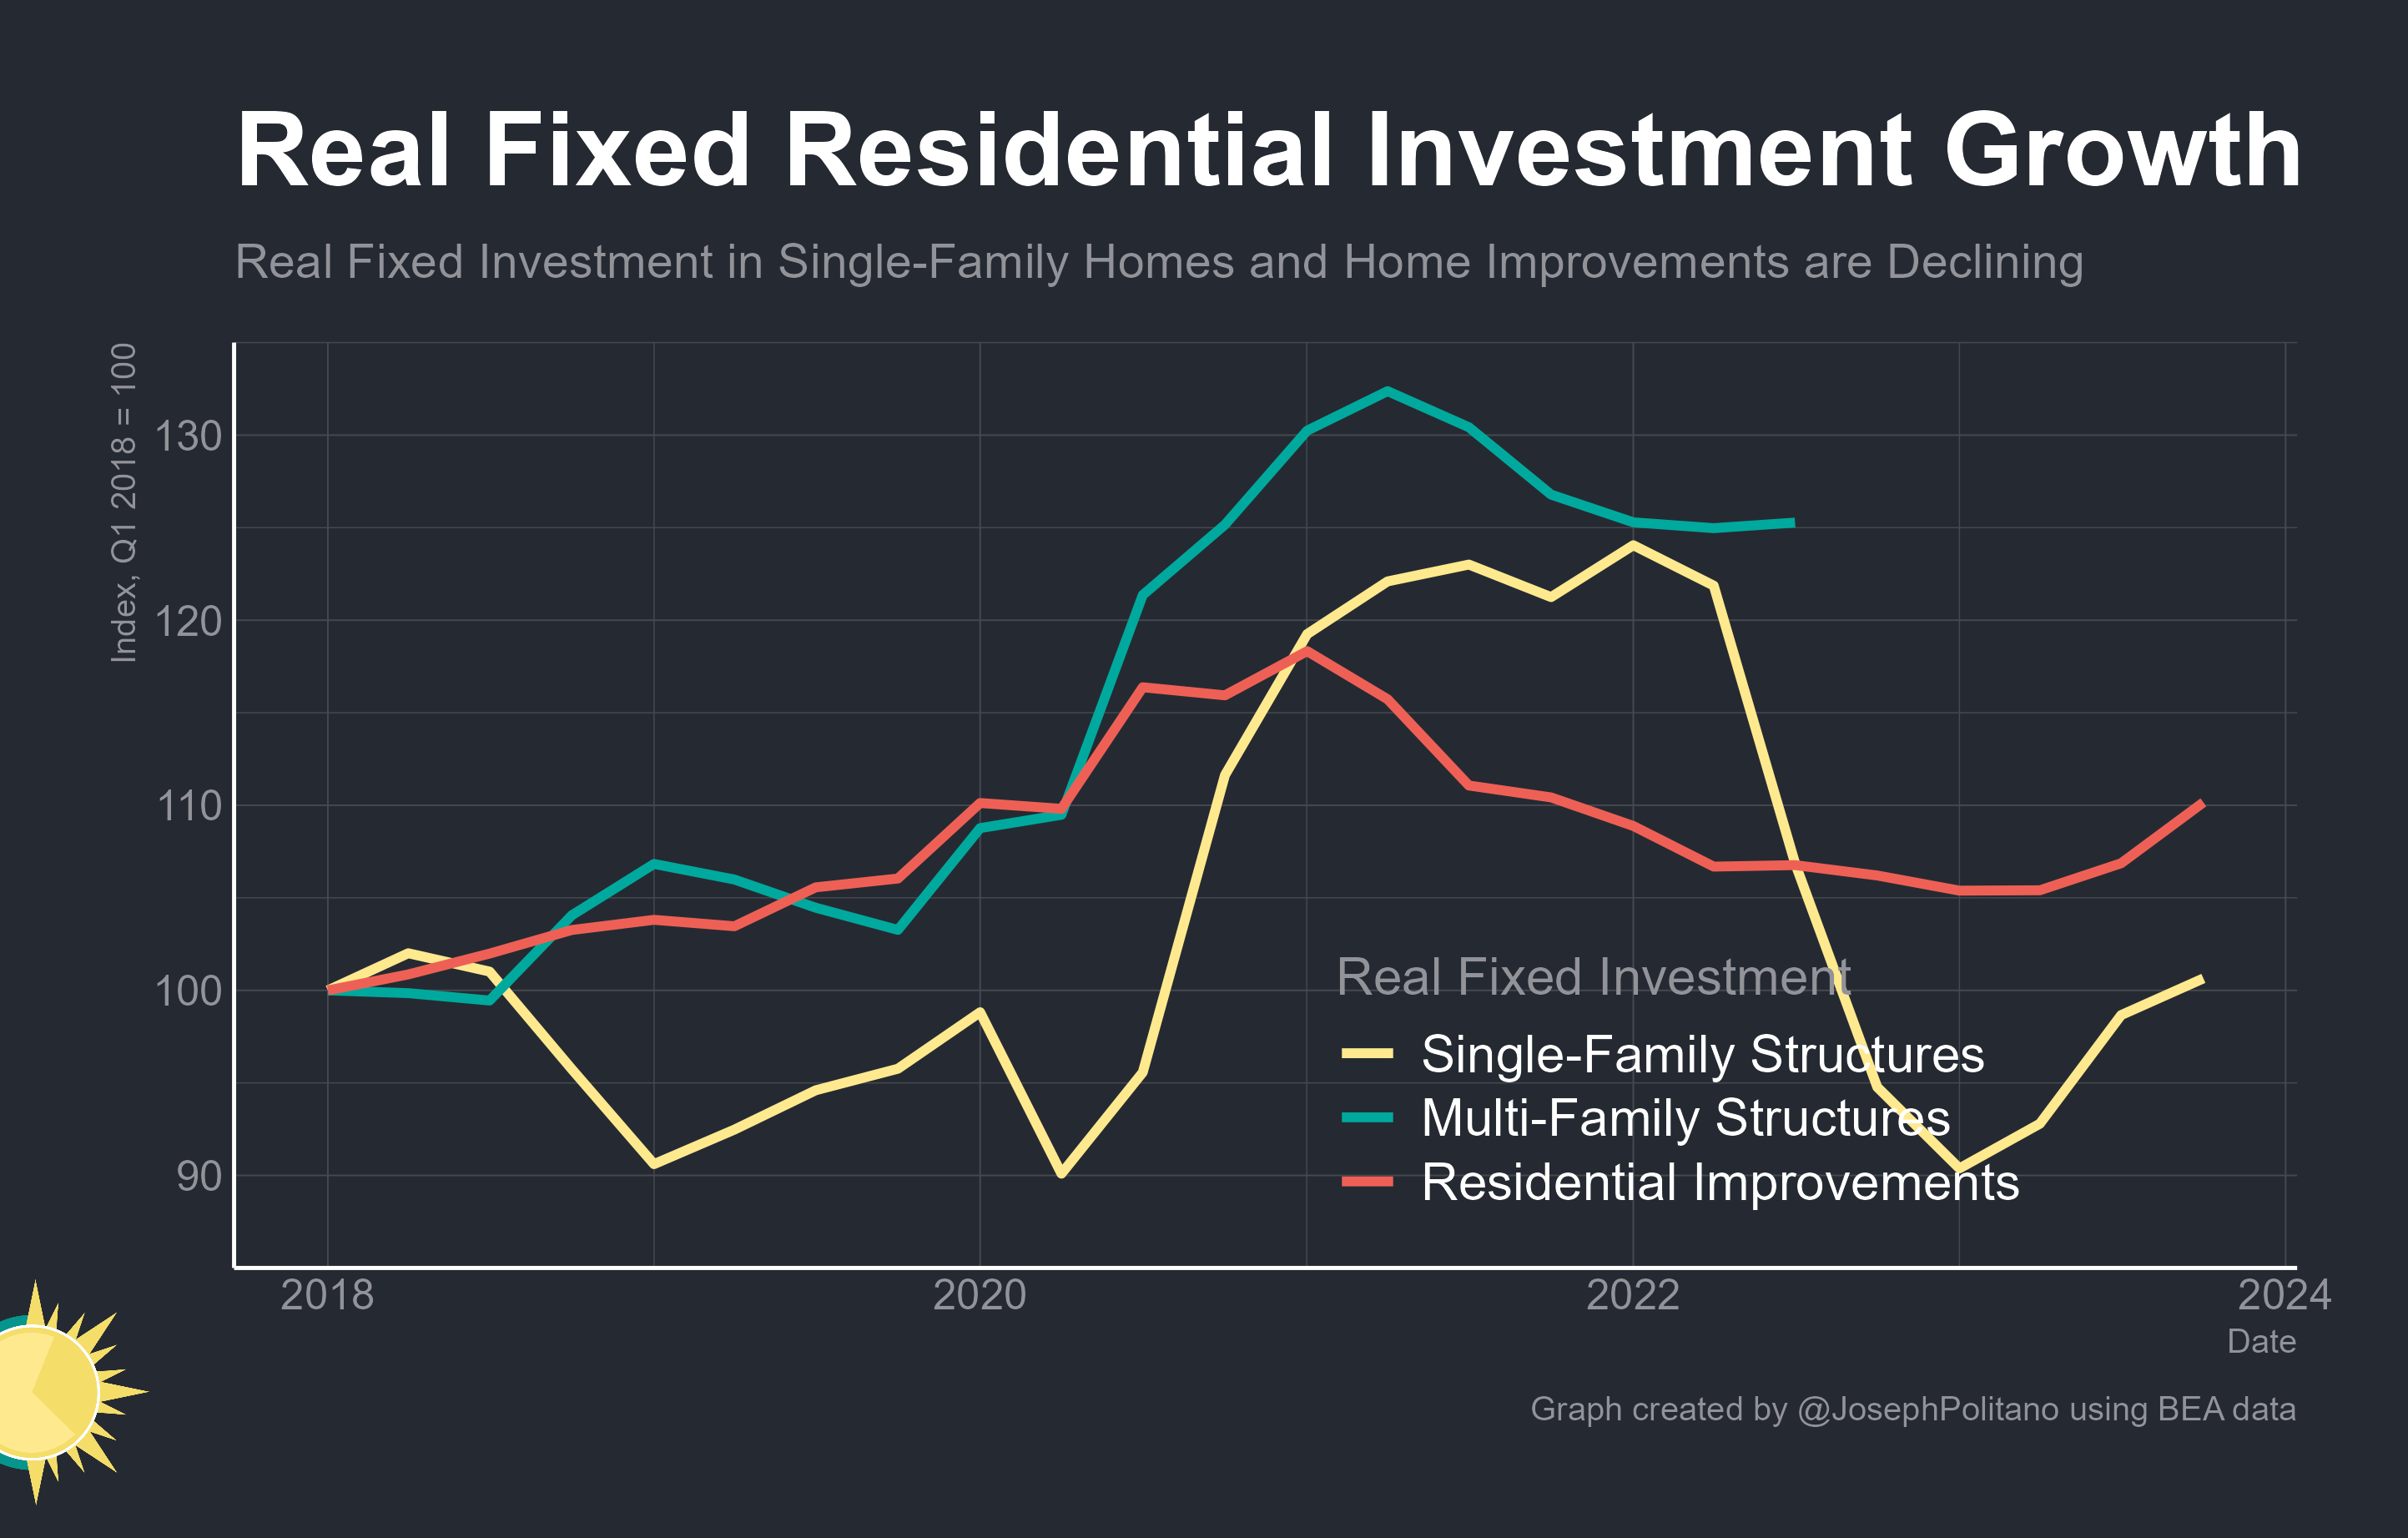 Real Fixed Residential Investment Growth
Real Fixed Investment in Single-Family Homes and Home Improvements are Declining
Index, Q1 2018 = 100
130
120
110
100
90
Real Fixed Investment
Single-Family Structures
Multi-Family Structures
Residential Improvements
2018
2020
2022
2024
Date
Graph created by @JosephPolitano using BEA data